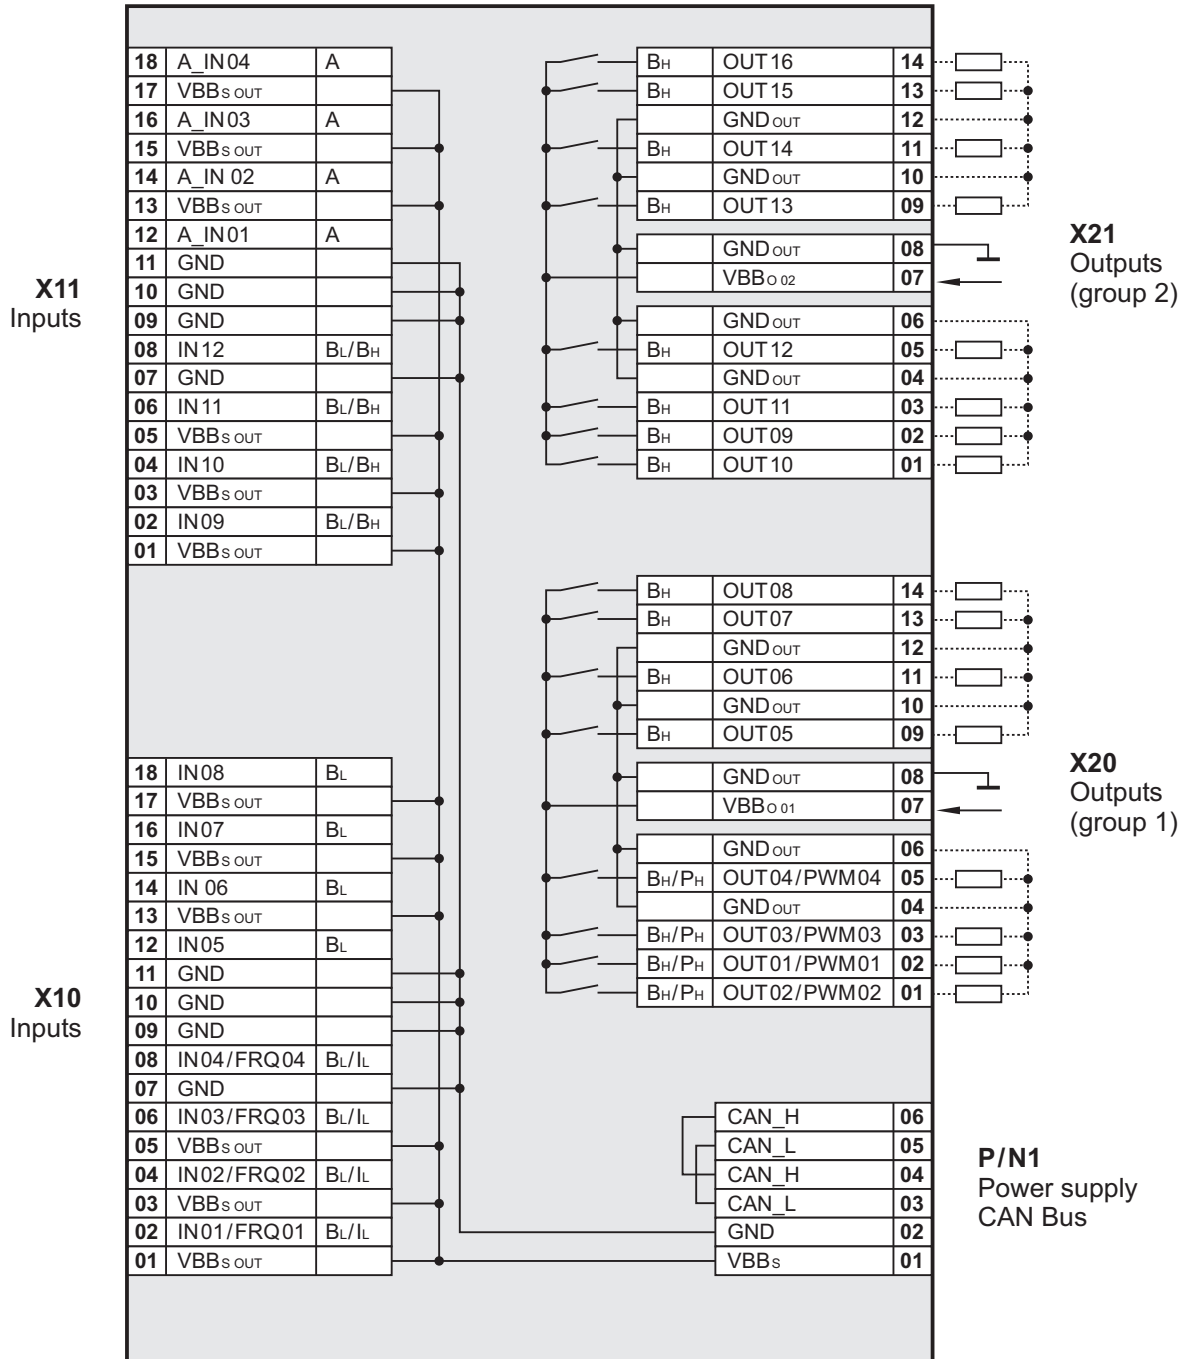 X11
Inputs
18 A_IN04 A
17 VBBS OUT
16 A_IN03 A
15 VBBS OUT
14 A_IN 02 A
13 VBBS OUT
12 A_IN01 A
11 GND
10 GND
09 GND
08 IN12 BL/BH
07 GND
06 IN11 BL/BH
05 VBBS OUT
04 IN10 BL/BH
03 VBBS OUT
02 IN09 BL/BH
01 VBBS OUT
BH OUT16 14
BH OUT15 13
GNDOUT 12
BH OUT14 11
GNDOUT 10
BH OUT13 09
GNDOUT 08
VBBO 02 07
GNDOUT 06
BH OUT12 05
GNDOUT 04
BH OUT11 03
BH OUT09 02
BH OUT10 01
X21
Outputs
(group 2)
X10
Inputs
18 IN08 BL
17 VBBS OUT
16 IN07 BL
15 VBBS OUT
14 IN 06 BL
13 VBBS OUT
12 IN05 BL
11 GND
10 GND
09 GND
08 IN04/FRQ04 BL/IL
07 GND
06 IN03/FRQ03 BL/IL
05 VBBS OUT
04 IN02/FRQ02 BL/IL
03 VBBS OUT
02 IN01/FRQ01 BL/IL
01 VBBS OUT
BH OUT08 14
BH OUT07 13
GNDOUT 12
BH OUT06 11
GNDOUT 10
BH OUT05 09
GNDOUT 08
VBBO 01 07
GNDOUT 06
BH/PH OUT04/PWM04 05
GNDOUT 04
BH/PH OUT03/PWM03 03
BH/PH OUT01/PWM01 02
BH/PH OUT02/PWM02 01
X20
Outputs
(group 1)
CAN_H 06
CAN_L 05
CAN_H 04
CAN_L 03
GND 02
VBBS 01
P/N1
Power supply
CAN Bus